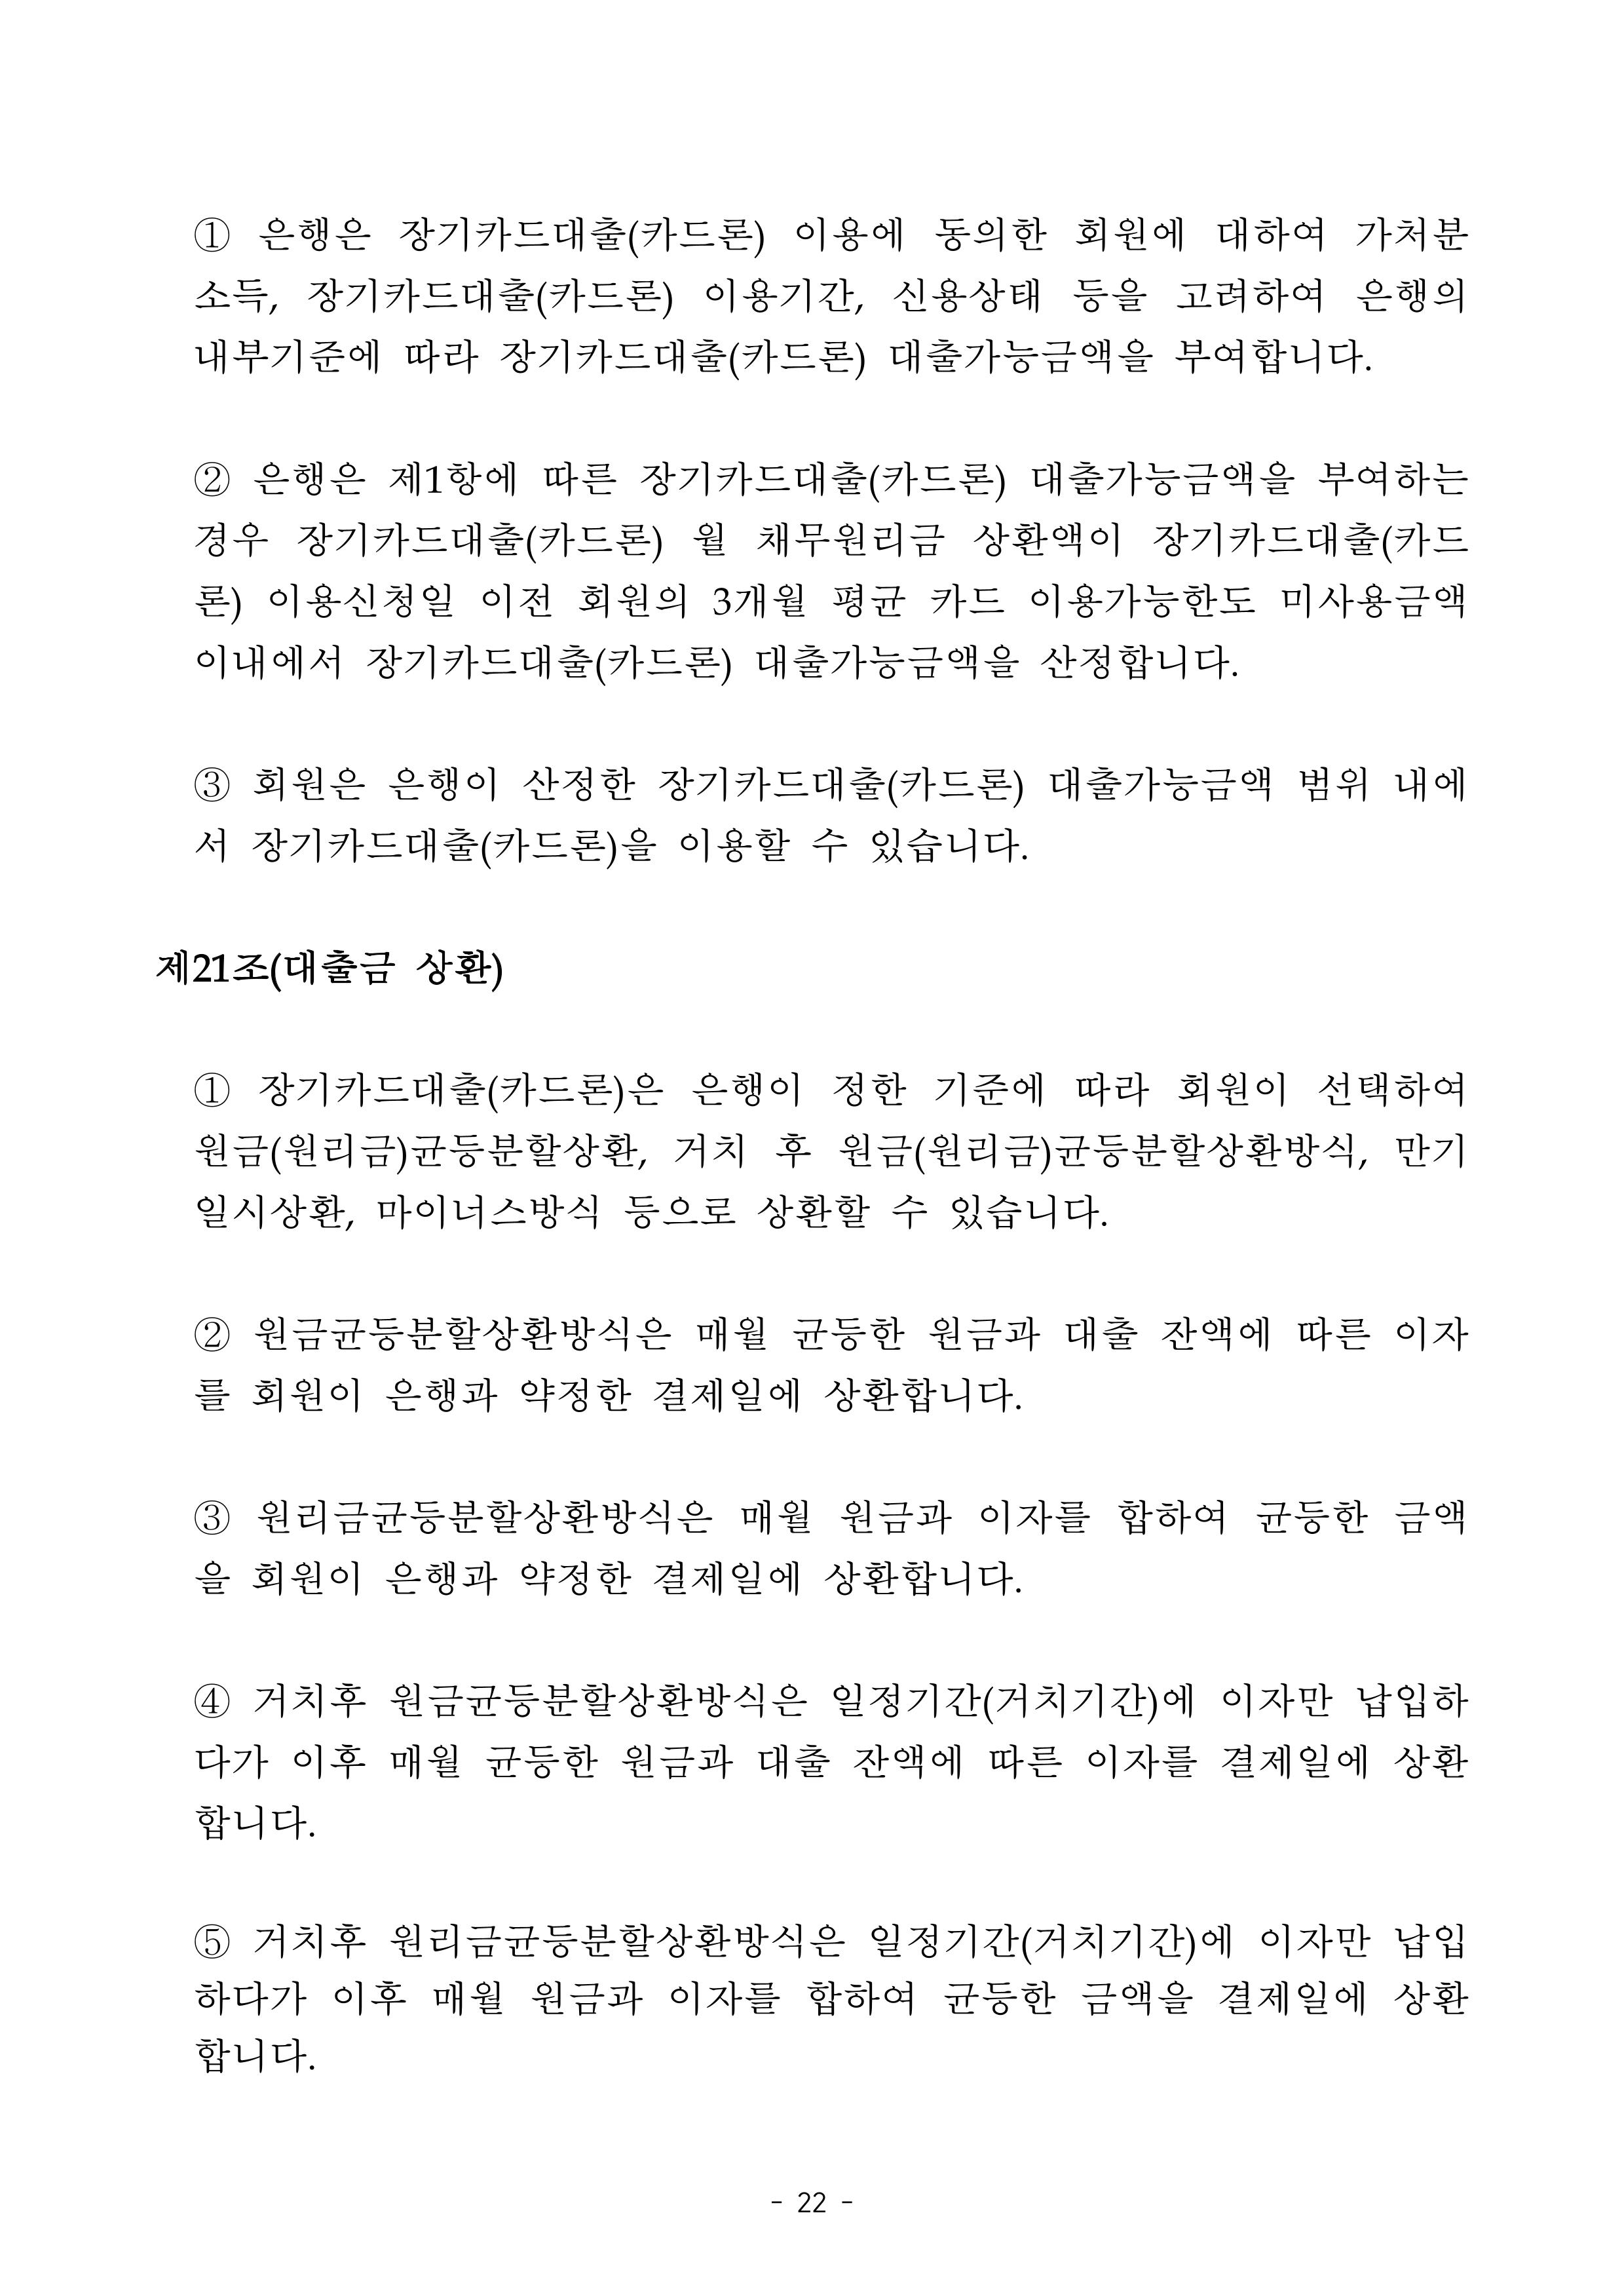 ① 은행은 장기카드대출(카드론) 이용에 동의한 회원에 대하여 가처분
소득, 장기카드대출(카드론) 이용기간, 신용상태 등을 고려하여 은행의
내부기준에 따라 장기카드대출(카드론) 대출가능금액을 부여합니다.
② 은행은 제1항에 따른 장기카드대출(카드론) 대출가능금액을 부여하는
경우 장기카드대출(카드론) 월 채무원리금 상환액이 장기카드대출(카드
론) 이용신청일 이전 회원의 3개월 평균 카드 이용가능한도 미사용금액
이내에서 장기카드대출(카드론) 대출가능금액을 산정합니다.
③ 회원은 은행이 산정한 장기카드대출(카드론) 대출가능금액 범위 내에
서 장기카드대출(카드론)을 이용할 수 있습니다.
제21조(대출금 상환)
① 장기카드대출(카드론)은 은행이 정한 기준에 따라 회원이 선택하여
원금(원리금)균등분할상환, 거치 후 원금(원리금)균등분할상환방식, 만기
일시상환, 마이너스방식 등으로 상환할 수 있습니다.
② 원금균등분할상환방식은 매월 균등한 원금과 대출 잔액에 따른 이자
를 회원이 은행과 약정한 결제일에 상환합니다.
③ 원리금균등분할상환방식은 매월 원금과 이자를 합하여 균등한 금액
을 회원이 은행과 약정한 결제일에 상환합니다.
④ 거치후 원금균등분할상환방식은 일정기간(거치기간)에 이자만 납입하
다가 이후 매월 균등한 원금과 대출 잔액에 따른 이자를 결제일에 상환
합니다.
⑤ 거치후 원리금균등분할상환방식은 일정기간(거치기간)에 이자만 납입
하다가 이후 매월 원금과 이자를 합하여 균등한 금액을 결제일에 상환
합니다.
- 22 -